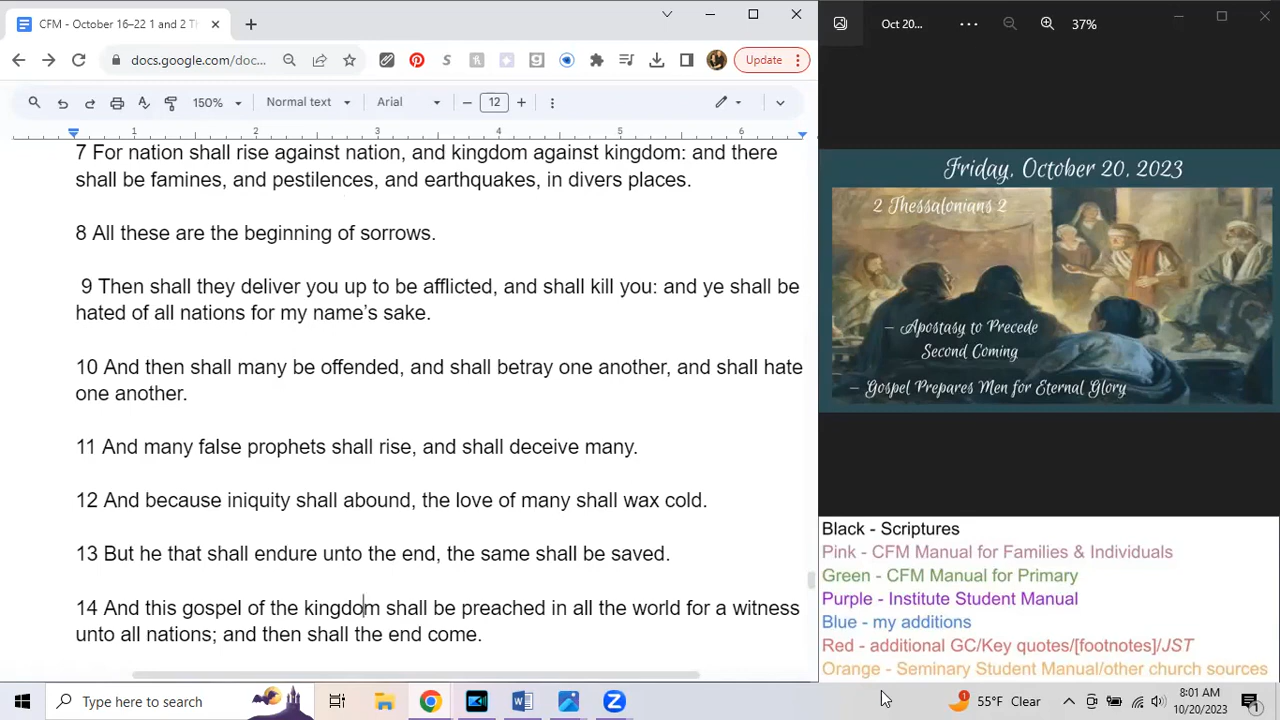 CFM - October 16–22 1 and 2 Th
docs.google.com/doc...
Update
150%
Normal text
Arial
12
1
2
3
4
5
6
7 For nation shall rise against nation, and kingdom against kingdom: and there
shall be famines, and pestilences, and earthquakes, in divers places.
8 All these are the beginning of sorrows.
9 Then shall they deliver you up to be afflicted, and shall kill you: and ye shall be
hated of all nations for my name’s sake.
10 And then shall many be offended, and shall betray one another, and shall hate
one another.
11 And many false prophets shall rise, and shall deceive many.
12 And because iniquity shall abound, the love of many shall wax cold.
13 But he that shall endure unto the end, the same shall be saved.
14 And this gospel of the kingdom shall be preached in all the world for a witness
unto all nations; and then shall the end come.
Oct 20...
37%
Friday, October 20, 2023
2 Thessalonians 2
– Apostasy to Precede
Second Coming
– Gospel Prepares Men for Eternal Glory
Black - Scriptures
Pink - CFM Manual for Families & Individuals
Green - CFM Manual for Primary
Purple - Institute Student Manual
Blue - my additions
Red - additional GC/Key quotes/[footnotes]/JST
Orange - Seminary Student Manual/other church sources
Type here to search
1
55°F Clear
8:01 AM
10/20/2023
1